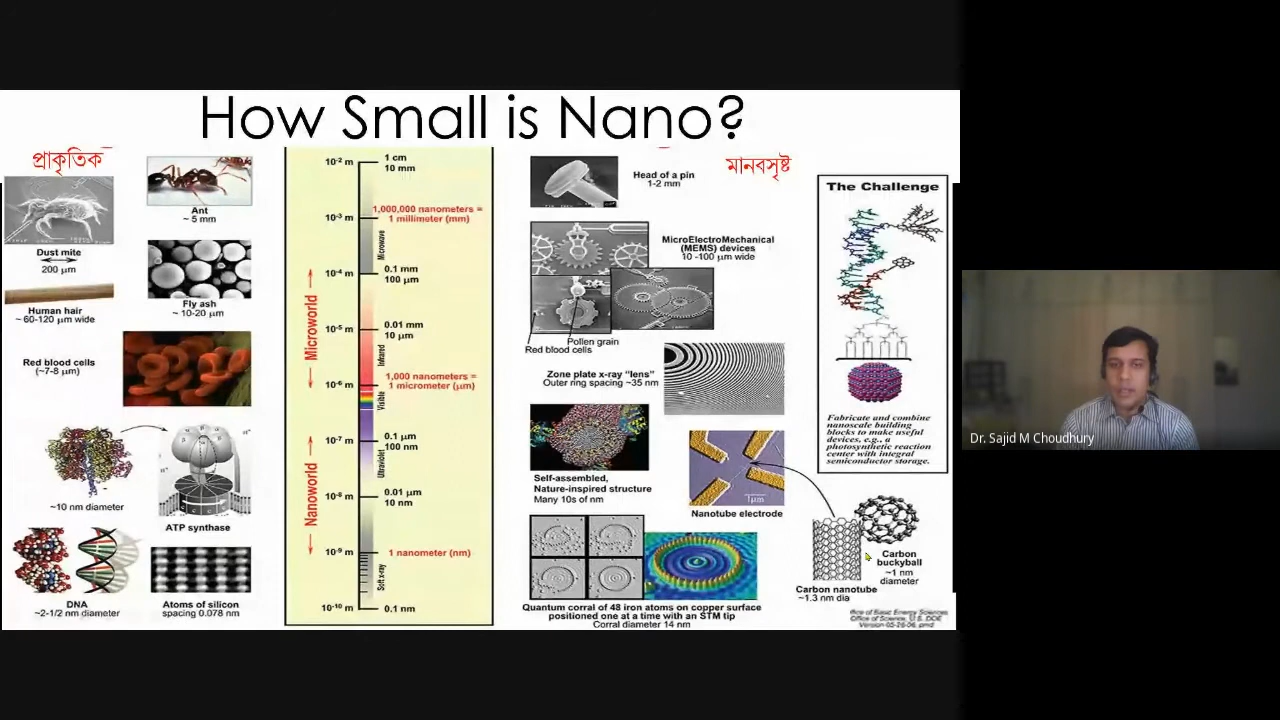 How Small is Nano?
প্রাকৃতিক
মানবসৃষ্ট
Ant
~ 5 mm
Dust mite
200 μm
Human hair
~ 60-120 μm wide
Fly ash
~ 10-20 μm
Red blood cells
(~7-8 μm)
~10 nm diameter
ATP synthase
DNA
~2-1/2 nm diameter
Atoms of silicon
spacing 0.078 nm
10⁻² m
1 cm
10 mm
10⁻³ m
1,000,000 nanometers =
1 millimeter (mm)
Microwave
10⁻⁴ m
0.1 mm
100 μm
Microworld
10⁻⁵ m
0.01 mm
10 μm
Infrared
10⁻⁶ m
1,000 nanometers =
1 micrometer (μm)
Visible
10⁻⁷ m
0.1 μm
100 nm
Ultraviolet
Nanoworld
10⁻⁸ m
0.01 μm
10 nm
10⁻⁹ m
1 nanometer (nm)
Soft x-ray
10⁻¹⁰ m
0.1 nm
Head of a pin
1-2 mm
MicroElectroMechanical
(MEMS) devices
10 -100 μm wide
Pollen grain
Red blood cells
Zone plate x-ray "lens"
Outer ring spacing ~35 nm
Self-assembled,
Nature-inspired structure
Many 10s of nm
1μm
Nanotube electrode
Quantum corral of 48 iron atoms on copper surface
positioned one at a time with an STM tip
Corral diameter 14 nm
Carbon
buckyball
~1 nm
diameter
Carbon nanotube
~1.3 nm dia
The Challenge
Fabricate and combine
nanoscale building
blocks to make useful
devices, e.g., a
photosynthetic reaction
center with integral
semiconductor storage.
Office of Basic Energy Sciences
Office of Science, U.S. DOE
Version 05-26-06, pmd
Dr. Sajid M Choudhury